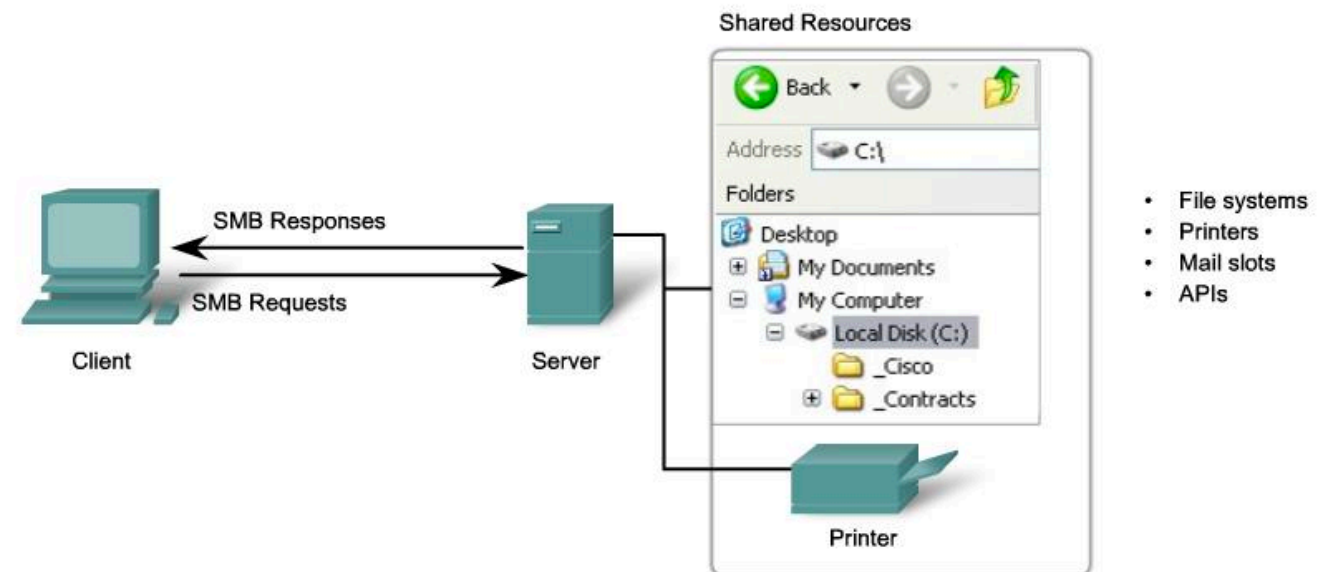 Shared Resources
Back
Address C:\
Folders
Desktop
My Documents
My Computer
Local Disk (C:)
_Cisco
_Contracts
Printer
SMB Responses
SMB Requests
Client
Server
• File systems
• Printers
• Mail slots
• APIs